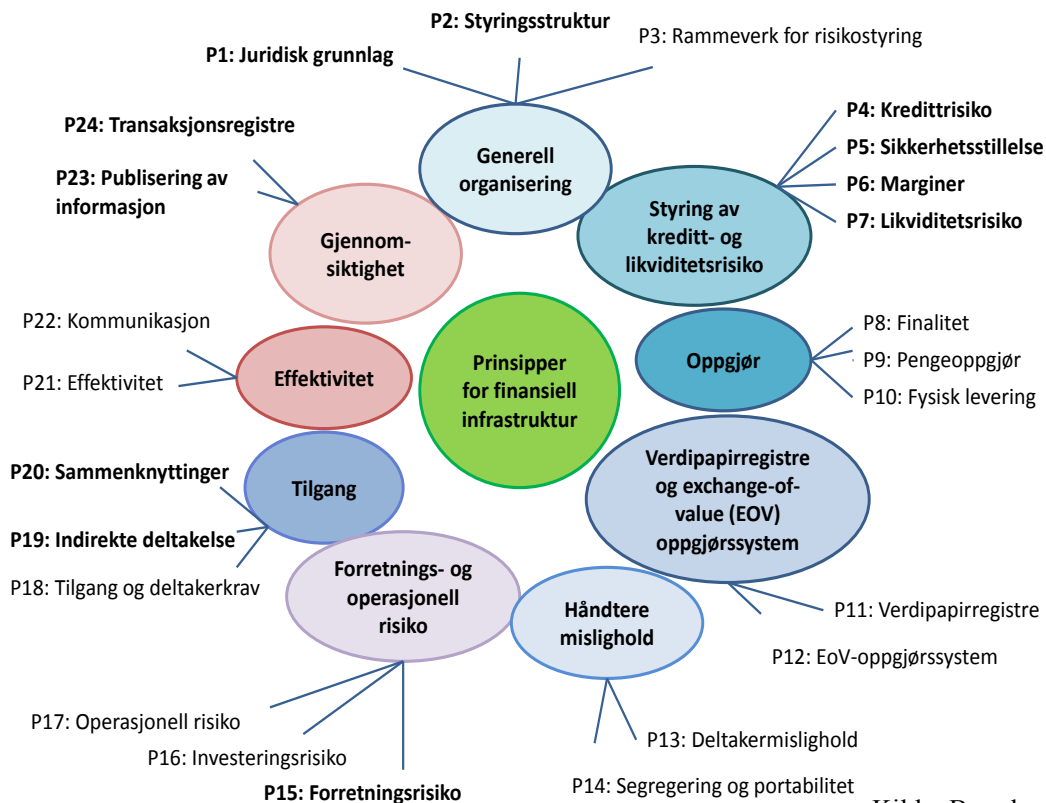 P2: Styringsstruktur
P1: Juridisk grunnlag
P3: Rammeverk for risikostyring
P24: Transaksjonsregistre
P23: Publisering av
informasjon
Generell
organisering
P4: Kredittrisiko
P5: Sikkerhetsstillelse
P6: Marginer
P7: Likviditetsrisiko
Gjennom-
siktighet
Styring av
kreditt- og
likviditetsrisiko
P22: Kommunikasjon
P21: Effektivitet
Effektivitet
Prinsipper
for finansiell
infrastruktur
Oppgjør
P8: Finalitet
P9: Pengeoppgjør
P10: Fysisk levering
P20: Sammenknyttinger
P19: Indirekte deltakelse
P18: Tilgang og deltakerkrav
Tilgang
Verdipapirregistre
og exchange-of-
value (EOV)
oppgjørssystem
Forretnings- og
operasjonell
risiko
Håndtere
mislighold
P11: Verdipapirregistre
P12: EoV-oppgjørssystem
P17: Operasjonell risiko
P16: Investeringsrisiko
P15: Forretningsrisiko
P13: Deltakermislighold
P14: Segregering og portabilitet